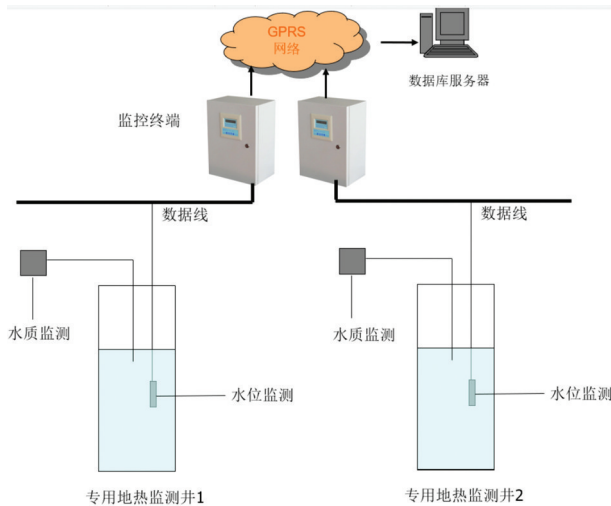 GPRS
网络
数据库服务器
监控终端
数据线
数据线
水质监测
水质监测
水位监测
水位监测
专用地热监测井1
专用地热监测井2